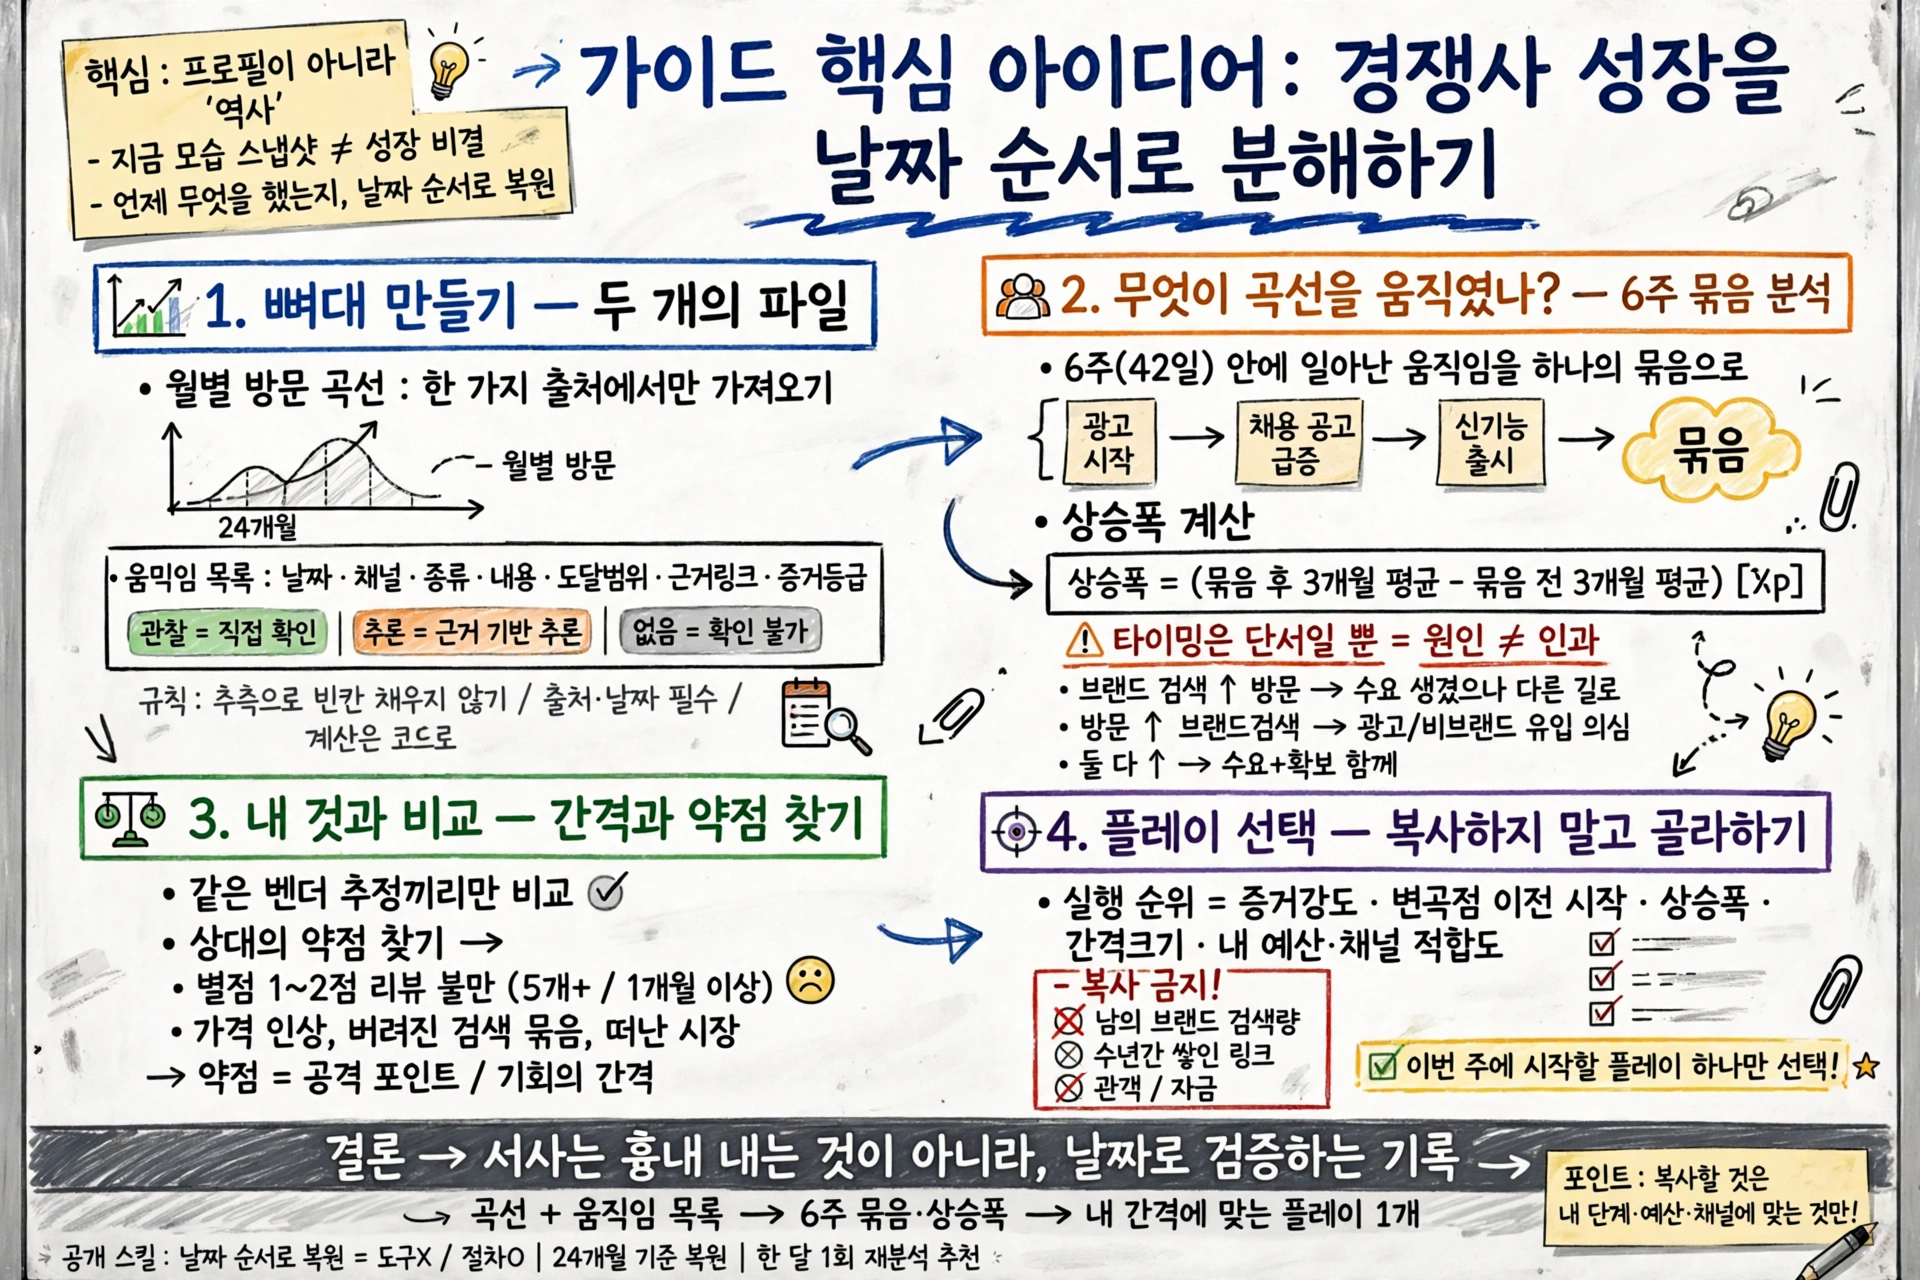 핵심 : 프로필이 아니라
'역사'
- 지금 모습 스냅샷 ≠ 성장 비결
- 언제 무엇을 했는지, 날짜 순서로 복원
가이드 핵심 아이디어 : 경쟁사 성장을
날짜 순서로 분해하기
1. 뼈대 만들기 — 두 개의 파일
• 월별 방문 곡선 : 한 가지 출처에서만 가져오기
월별 방문
24개월
• 움믹임 목록 : 날짜 · 채널 · 종류 · 내용 · 도달범위 · 근거링크 · 증거등급
관찰 = 직접 확인 | 추론 = 근거 기반 추론 | 없음 = 확인 불가
규칙 : 추측으로 빈칸 채우지 않기 / 출처·날짜 필수 /
계산은 코드로
2. 무엇이 곡선을 움직였나? — 6주 묶음 분석
• 6주(42일) 안에 일아난 움직임을 하나의 묶음으로
광고
시작
채용 공고
급증
신기능
출시
묶음
• 상승폭 계산
상승폭 = (묶음 후 3개월 평균 – 묶음 전 3개월 평균) [%p]
타이밍은 단서일 뿐 = 원인 ≠ 인과
• 브랜드 검색 ↑ 방문 → 수요 생겼으나 다른 길로
• 방문 ↑ 브랜드검색 → 광고/비브랜드 유입 의심
• 둘 다 ↑ → 수요+확보 함께
3. 내 것과 비교 — 간격과 약점 찾기
• 같은 벤더 추정끼리만 비교
• 상대의 약점 찾기 →
• 별점 1~2점 리뷰 불만 (5개+ / 1개월 이상)
• 가격 인상, 버려진 검색 묶음, 떠난 시장
→ 약점 = 공격 포인트 / 기회의 간격
4. 플레이 선택 — 복사하지 말고 골라하기
• 실행 순위 = 증거강도 · 변곡점 이전 시작 · 상승폭 ·
간격크기 · 내 예산·채널 적합도
- 복사 금지!
남의 브랜드 검색량
수년간 쌓인 링크
관객 / 자금
이번 주에 시작할 플레이 하나만 선택!
결론 → 서사는 흉내 내는 것이 아니라, 날짜로 검증하는 기록 →
곡선 + 움직임 목록 → 6주 묶음·상승폭 → 내 간격에 맞는 플레이 1개
포인트 : 복사할 것은
내 단계·예산·채널에 맞는 것만!
공개 스킬 : 날짜 순서로 복원 = 도구X / 절차O | 24개월 기준 복원 | 한 달 1회 재분석 추천